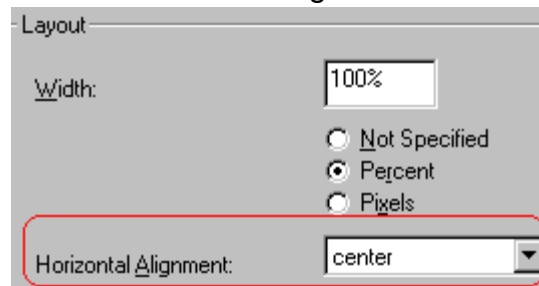 Layout
Width:
100%
Not Specified
Percent
Pixels
Horizontal Alignment:
center